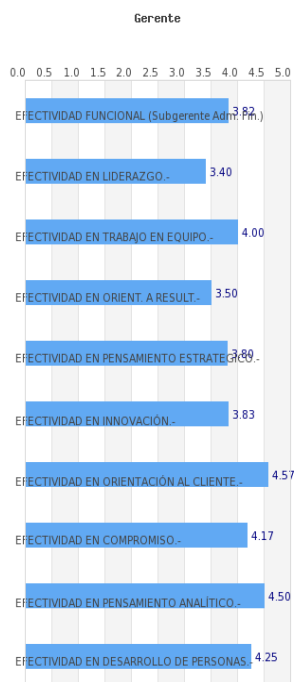 Gerente
0.0 0.5 1.0 1.5 2.0 2.5 3.0 3.5 4.0 4.5 5.0
EFECTIVIDAD FUNCIONAL (Subgerente Adm. Fin.) 3.82
EFECTIVIDAD EN LIDERAZGO.- 3.40
EFECTIVIDAD EN TRABAJO EN EQUIPO.- 4.00
EFECTIVIDAD EN ORIENT. A RESULT.- 3.50
EFECTIVIDAD EN PENSAMIENTO ESTRATEGICO.- 3.80
EFECTIVIDAD EN INNOVACIÓN.- 3.83
EFECTIVIDAD EN ORIENTACIÓN AL CLIENTE.- 4.57
EFECTIVIDAD EN COMPROMISO.- 4.17
EFECTIVIDAD EN PENSAMIENTO ANALÍTICO.- 4.50
EFECTIVIDAD EN DESARROLLO DE PERSONAS.- 4.25